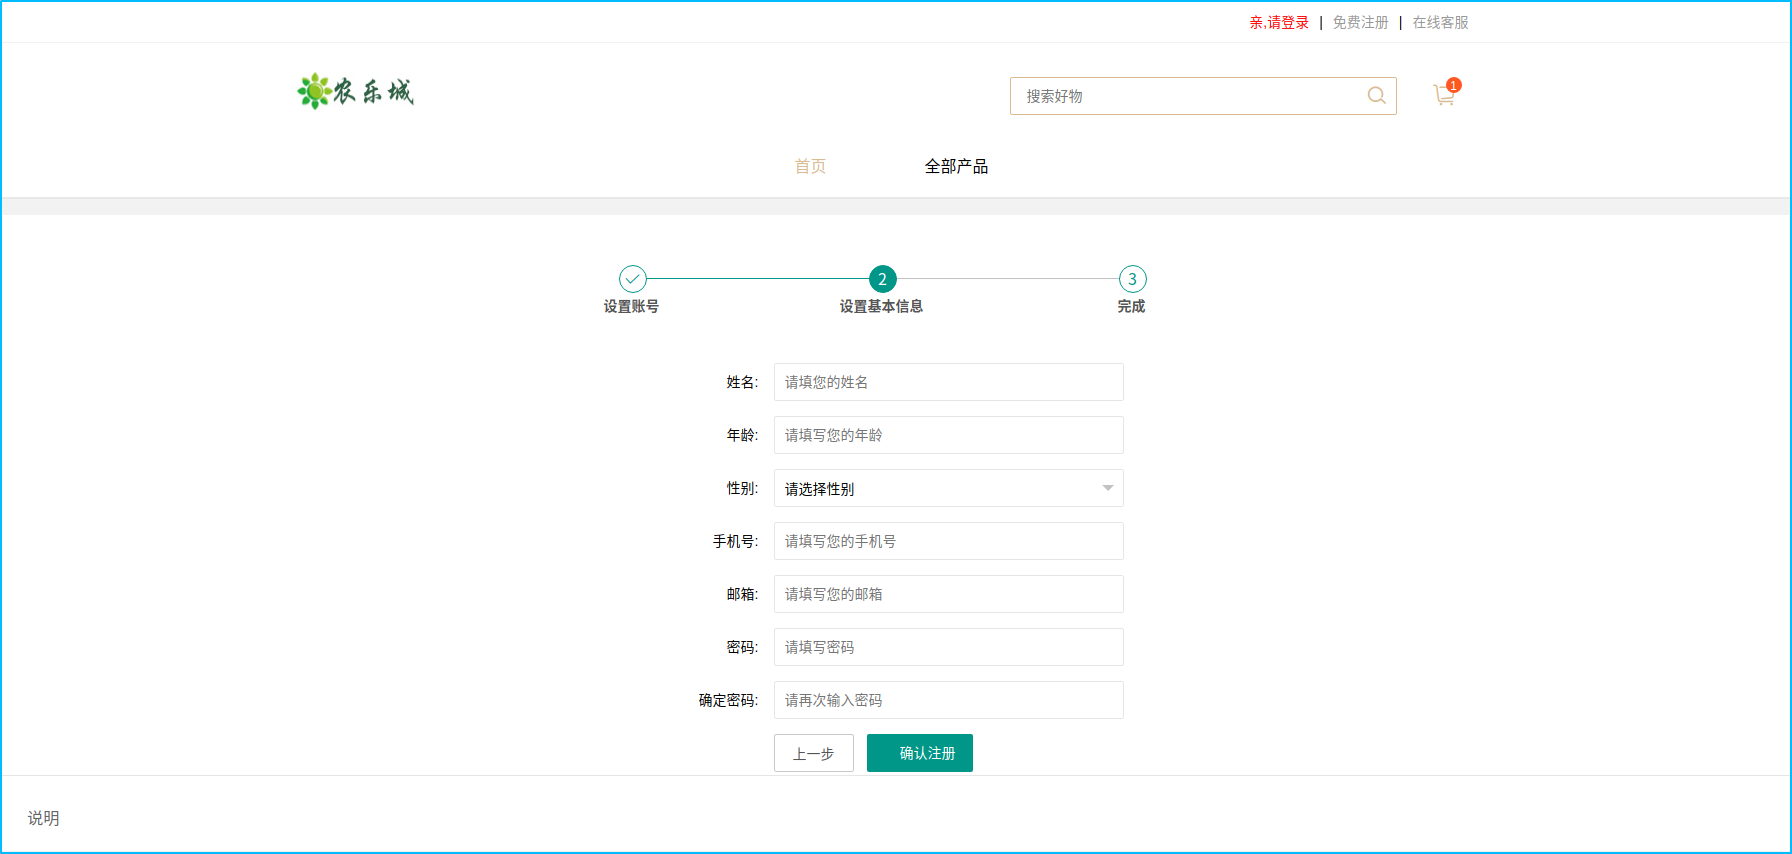 亲,请登录 | 免费注册 | 在线客服
农乐城
搜索好物
1
首页 全部产品
2 3
设置账号 设置基本信息 完成
姓名: 请填您的姓名
年龄: 请填写您的年龄
性别: 请选择性别
手机号: 请填写您的手机号
邮箱: 请填写您的邮箱
密码: 请填写密码
确定密码: 请再次输入密码
上一步 确认注册
说明